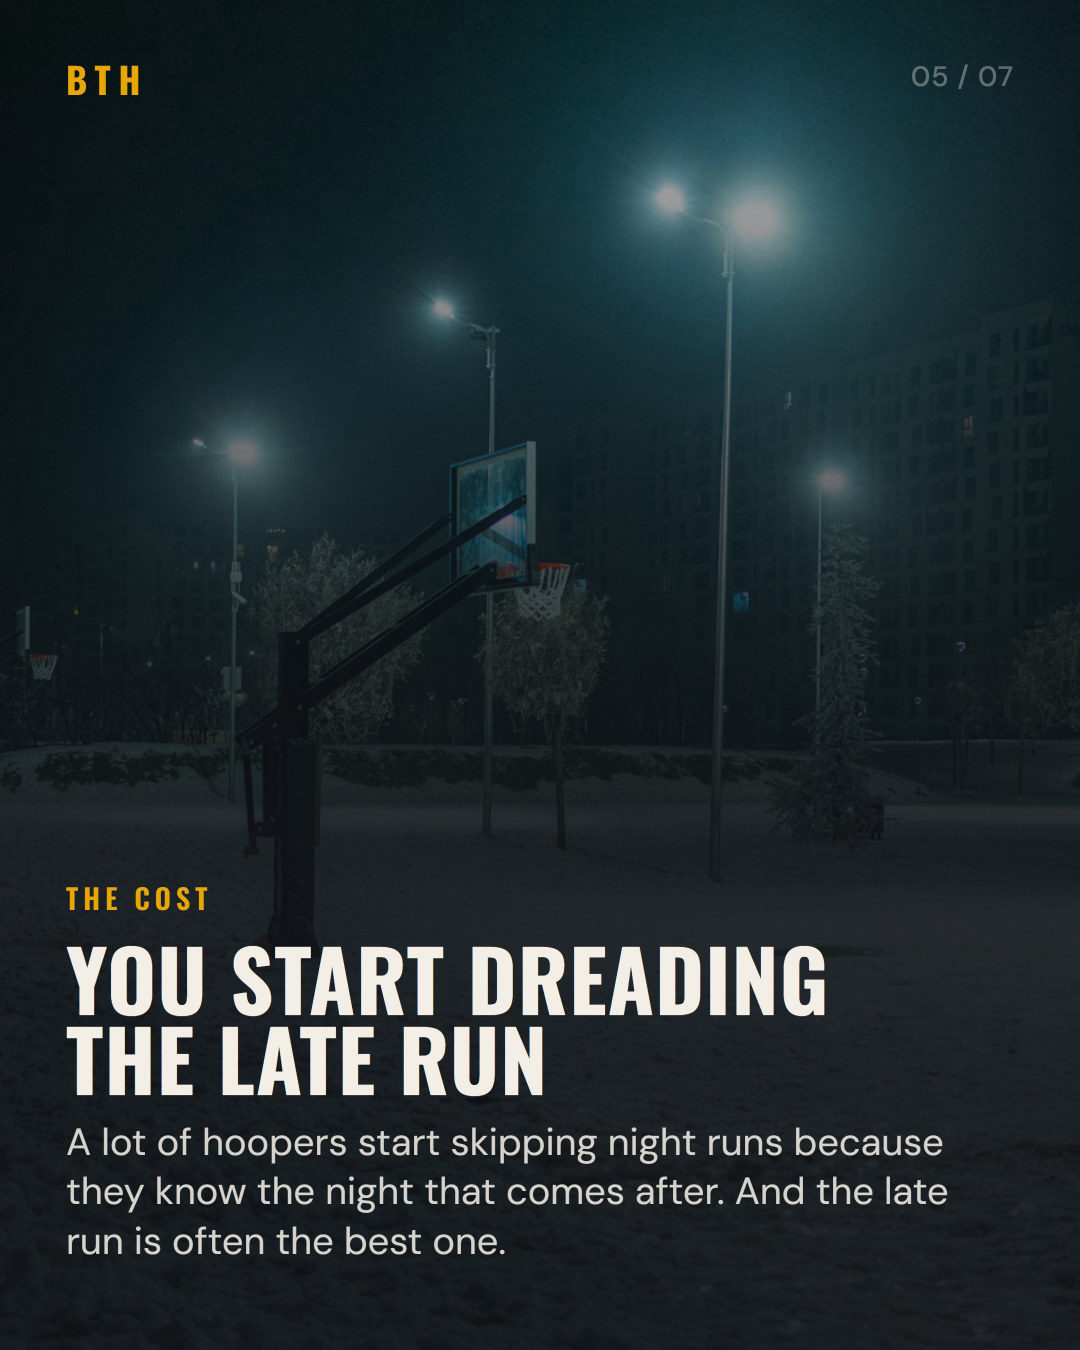 BTH
05 / 07
THE COST
YOU START DREADING
THE LATE RUN
A lot of hoopers start skipping night runs because
they know the night that comes after. And the late
run is often the best one.